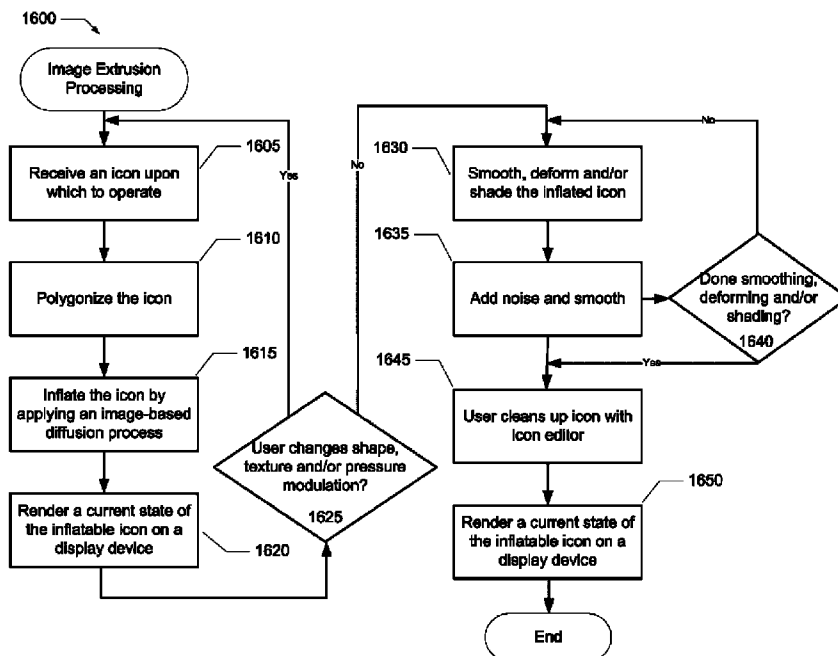 1600
Image Extrusion
Processing
1605
Receive an icon upon
which to operate
1610
Polygonize the icon
1615
Inflate the icon by
applying an image-based
diffusion process
Render a current state of
the inflatable icon on a
display device
1620
Yes
User changes shape,
texture and/or pressure
modulation?
1625
No
1630
Smooth, deform and/or
shade the inflated icon
1635
Add noise and smooth
No
Done smoothing,
deforming and/or
shading?
1640
Yes
1645
User cleans up icon with
icon editor
1650
Render a current state of
the inflatable icon on a
display device
End